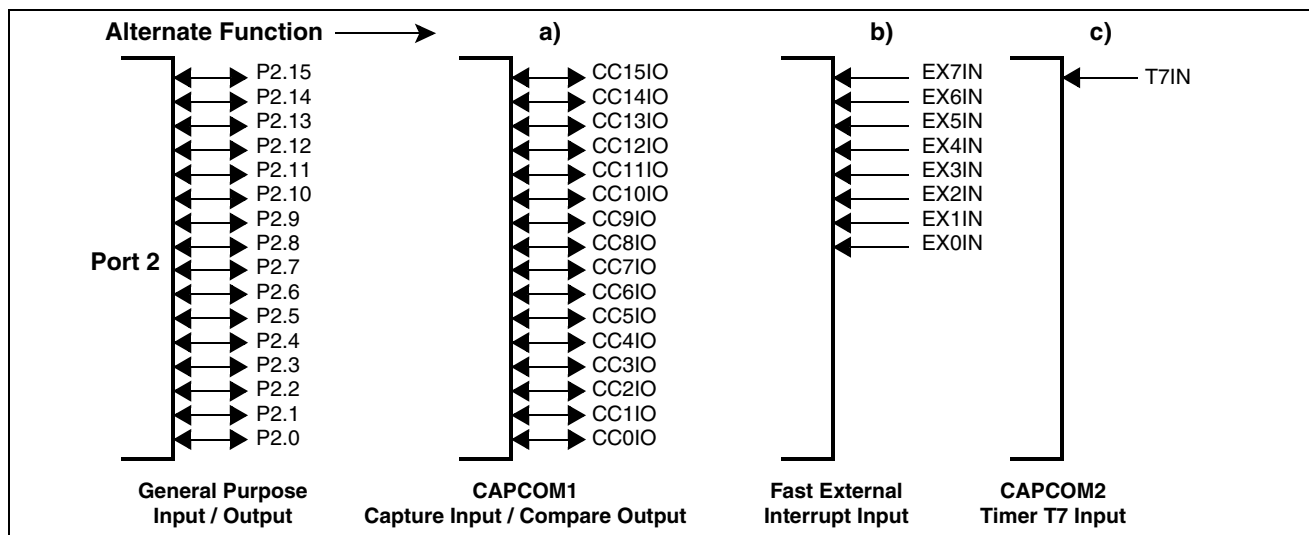 Alternate Function a) b) c)
P2.15 CC15IO EX7IN T7IN
P2.14 CC14IO EX6IN
P2.13 CC13IO EX5IN
P2.12 CC12IO EX4IN
P2.11 CC11IO EX3IN
P2.10 CC10IO EX2IN
P2.9 CC9IO EX1IN
P2.8 CC8IO EX0IN
Port 2
P2.7 CC7IO
P2.6 CC6IO
P2.5 CC5IO
P2.4 CC4IO
P2.3 CC3IO
P2.2 CC2IO
P2.1 CC1IO
P2.0 CC0IO
General Purpose CAPCOM1 Fast External CAPCOM2
Input / Output Capture Input / Compare Output Interrupt Input Timer T7 Input